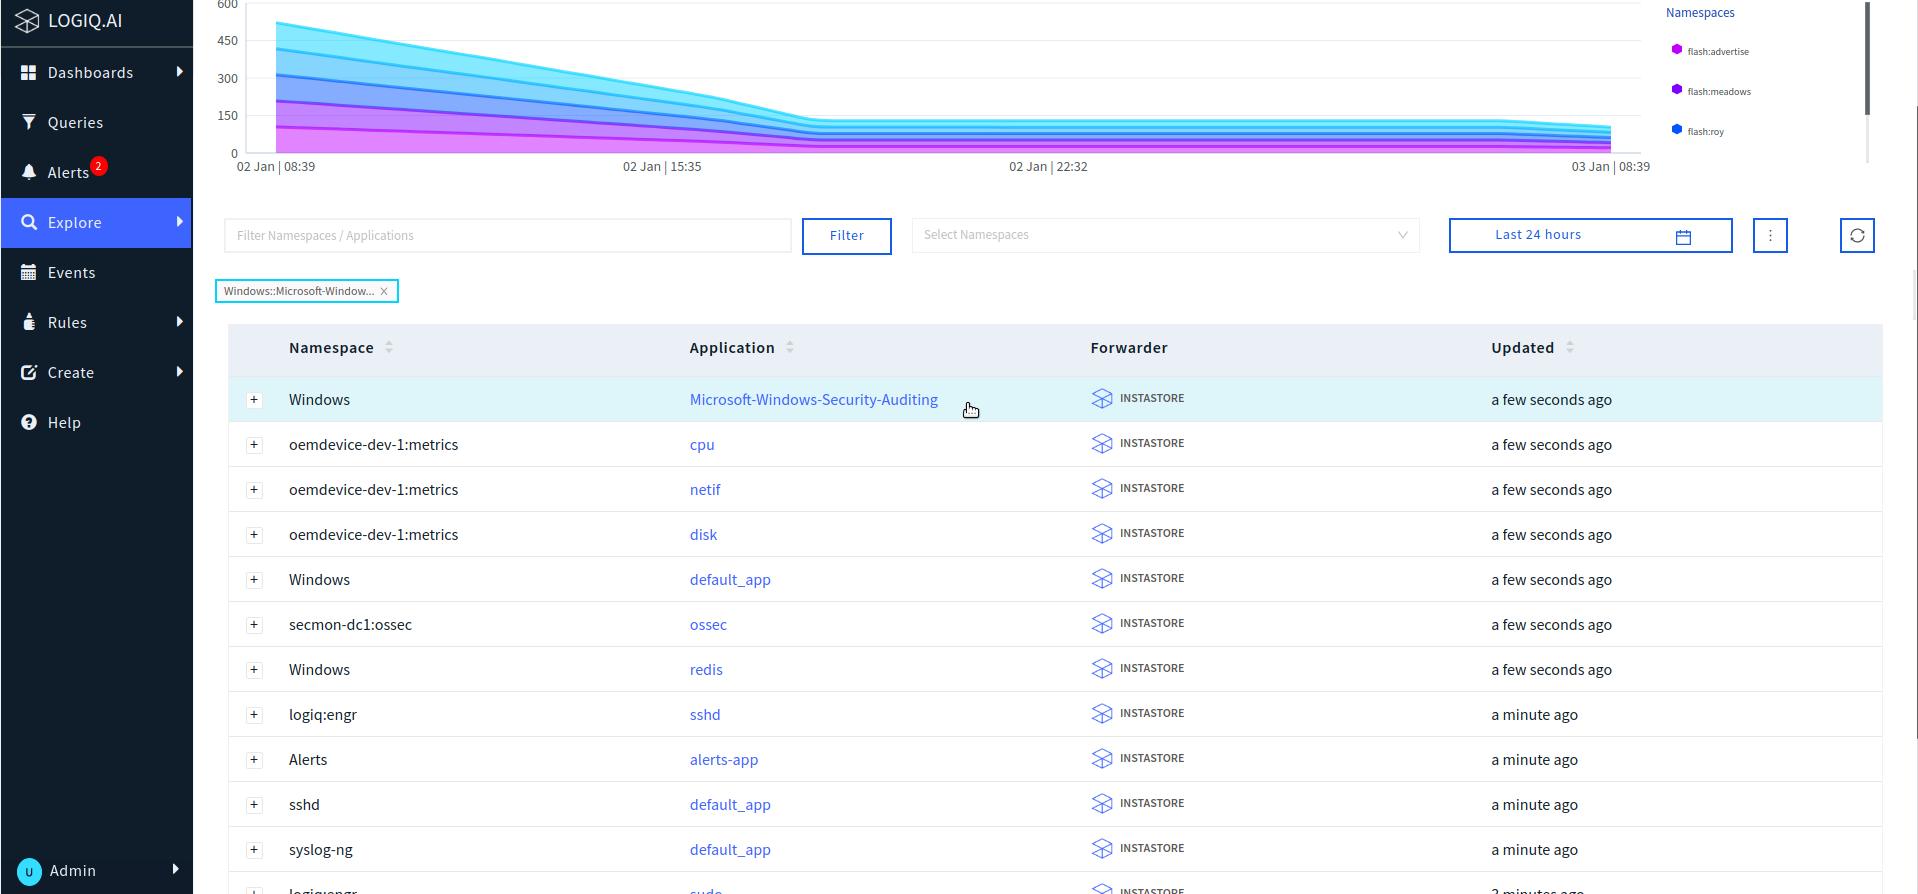 LOGIQ.AI
Dashboards
Queries
Alerts 2
Explore
Events
Rules
Create
Help
U Admin
600
450
300
150
0
02 Jan | 08:39
02 Jan | 15:35
02 Jan | 22:32
03 Jan | 08:39
Namespaces
flash:advertise
flash:meadows
flash:roy
Filter Namespaces / Applications
Filter
Select Namespaces
Last 24 hours
Windows::Microsoft-Window... X
Namespace Application Forwarder Updated
+ Windows Microsoft-Windows-Security-Auditing INSTASTORE a few seconds ago
+ oemdevice-dev-1:metrics cpu INSTASTORE a few seconds ago
+ oemdevice-dev-1:metrics netif INSTASTORE a few seconds ago
+ oemdevice-dev-1:metrics disk INSTASTORE a few seconds ago
+ Windows default_app INSTASTORE a few seconds ago
+ secmon-dc1:ossec ossec INSTASTORE a few seconds ago
+ Windows redis INSTASTORE a few seconds ago
+ logiq:engr sshd INSTASTORE a minute ago
+ Alerts alerts-app INSTASTORE a minute ago
+ sshd default_app INSTASTORE a minute ago
+ syslog-ng default_app INSTASTORE a minute ago
logiq:engr sudo INSTASTORE minutes ago